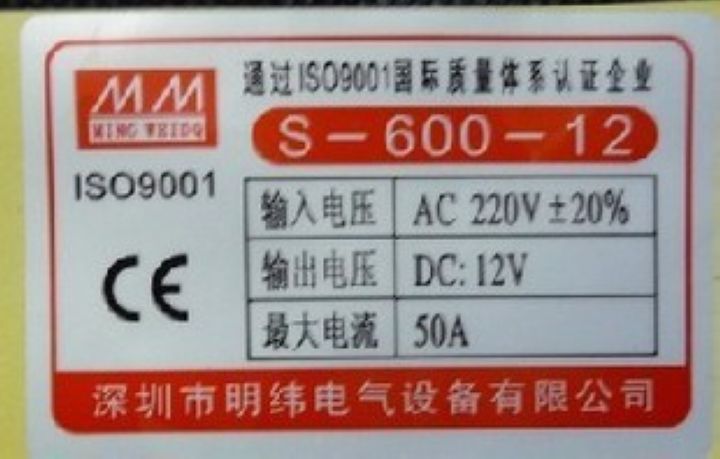 通过ISO9001国际质量体系认证企业
MM
MING WEIDQ
S-600-12
ISO9001
输入电压 AC 220V±20%
CE
输出电压 DC: 12V
最大电流 50A
深圳市明纬电气设备有限公司